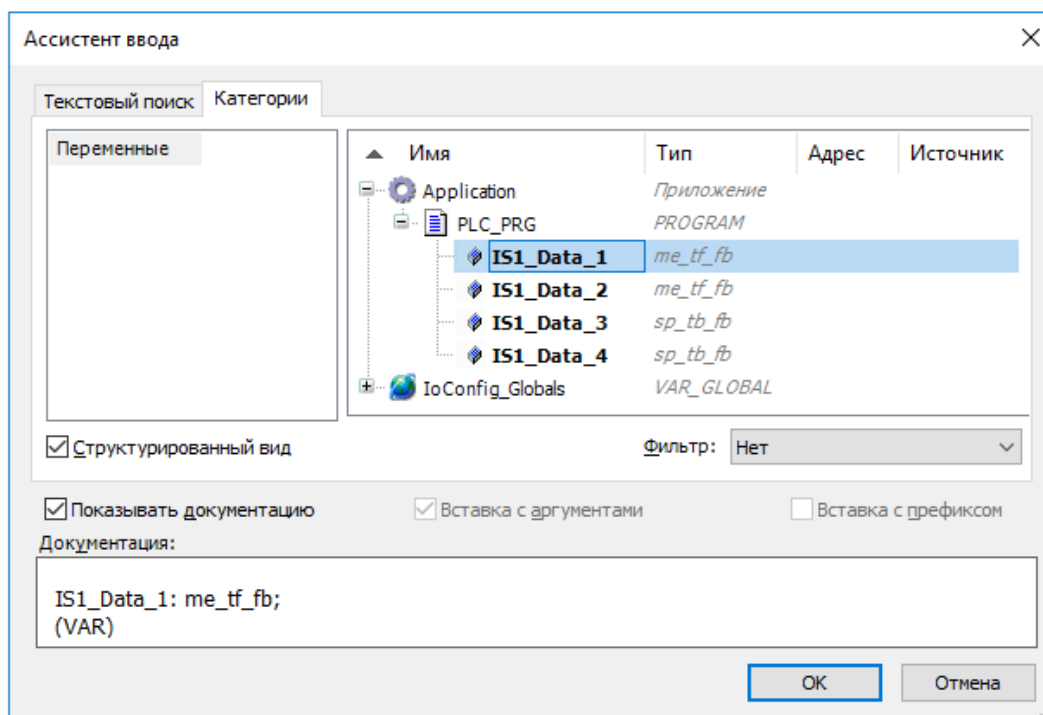 Ассистент ввода
Текстовый поиск Категории
Переменные
Имя Тип Адрес Источник
Application Приложение
PLC_PRG PROGRAM
IS1_Data_1 me_tf_fb
IS1_Data_2 me_tf_fb
IS1_Data_3 sp_tb_fb
IS1_Data_4 sp_tb_fb
IoConfig_Globals VAR_GLOBAL
Структурированный вид Фильтр: Нет
Показывать документацию Вставка с аргументами Вставка с префиксом
Документация:
IS1_Data_1: me_tf_fb;
(VAR)
OK Отмена